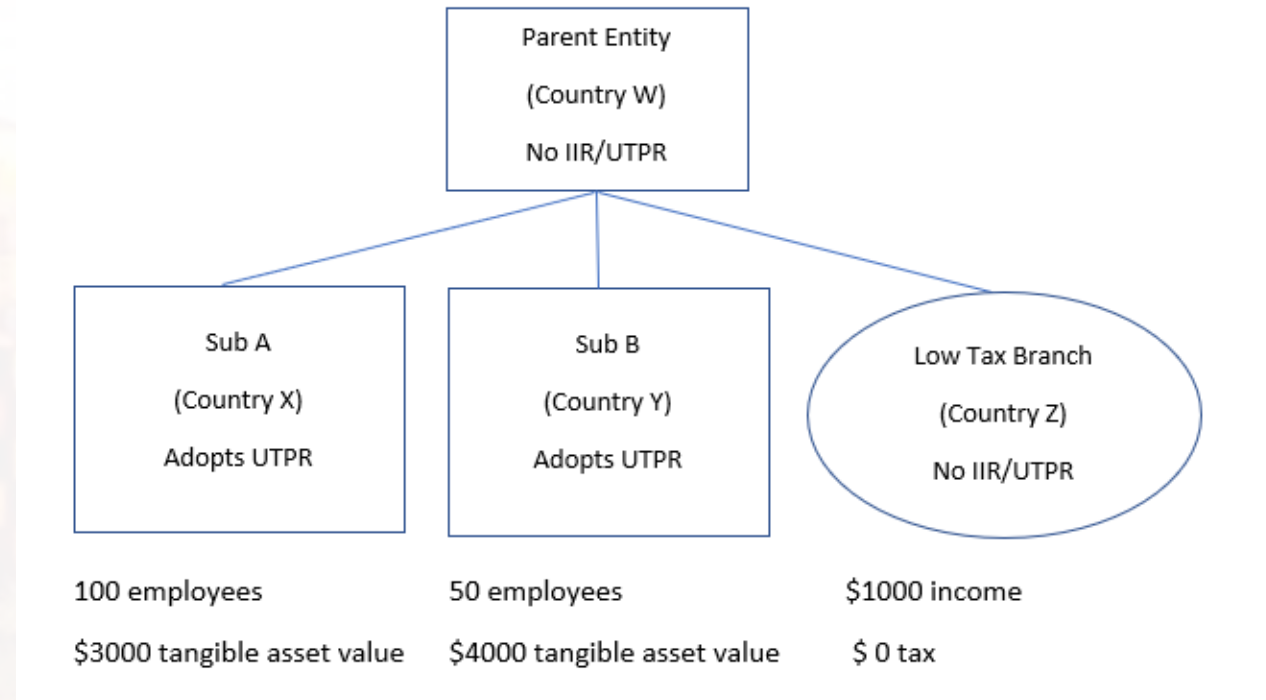 Parent Entity
(Country W)
No IIR/UTPR
Sub A
(Country X)
Adopts UTPR
Sub B
(Country Y)
Adopts UTPR
Low Tax Branch
(Country Z)
No IIR/UTPR
100 employees
$3000 tangible asset value
50 employees
$4000 tangible asset value
$1000 income
$ 0 tax